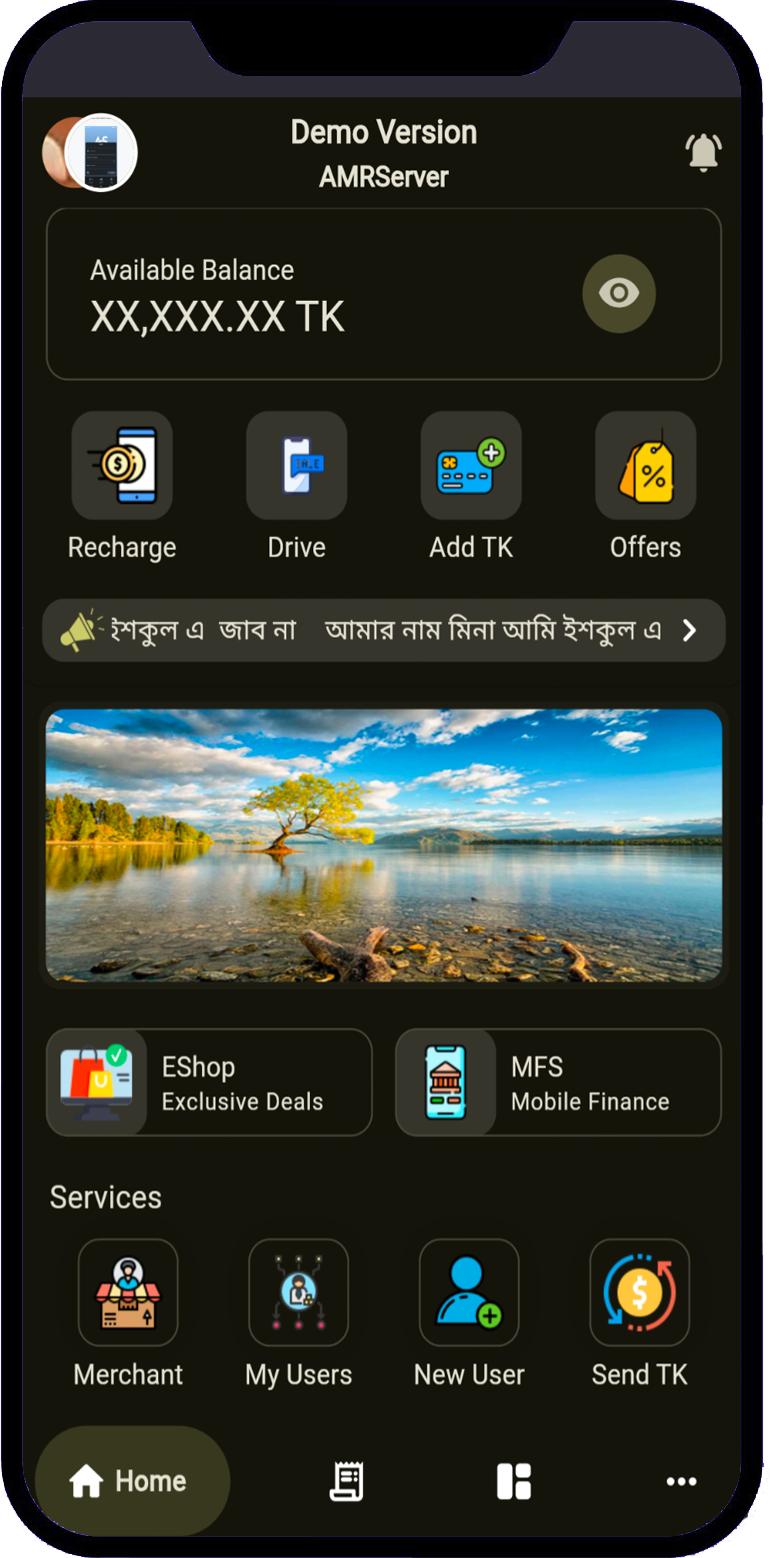 Demo Version
AMRServer
Available Balance
XX,XXX.XX TK
Recharge
Drive
Add TK
Offers
ইশকুল এ জাব না আমার নাম মিনা আমি ইশকুল এ
EShop
Exclusive Deals
MFS
Mobile Finance
Services
Merchant
My Users
New User
Send TK
Home